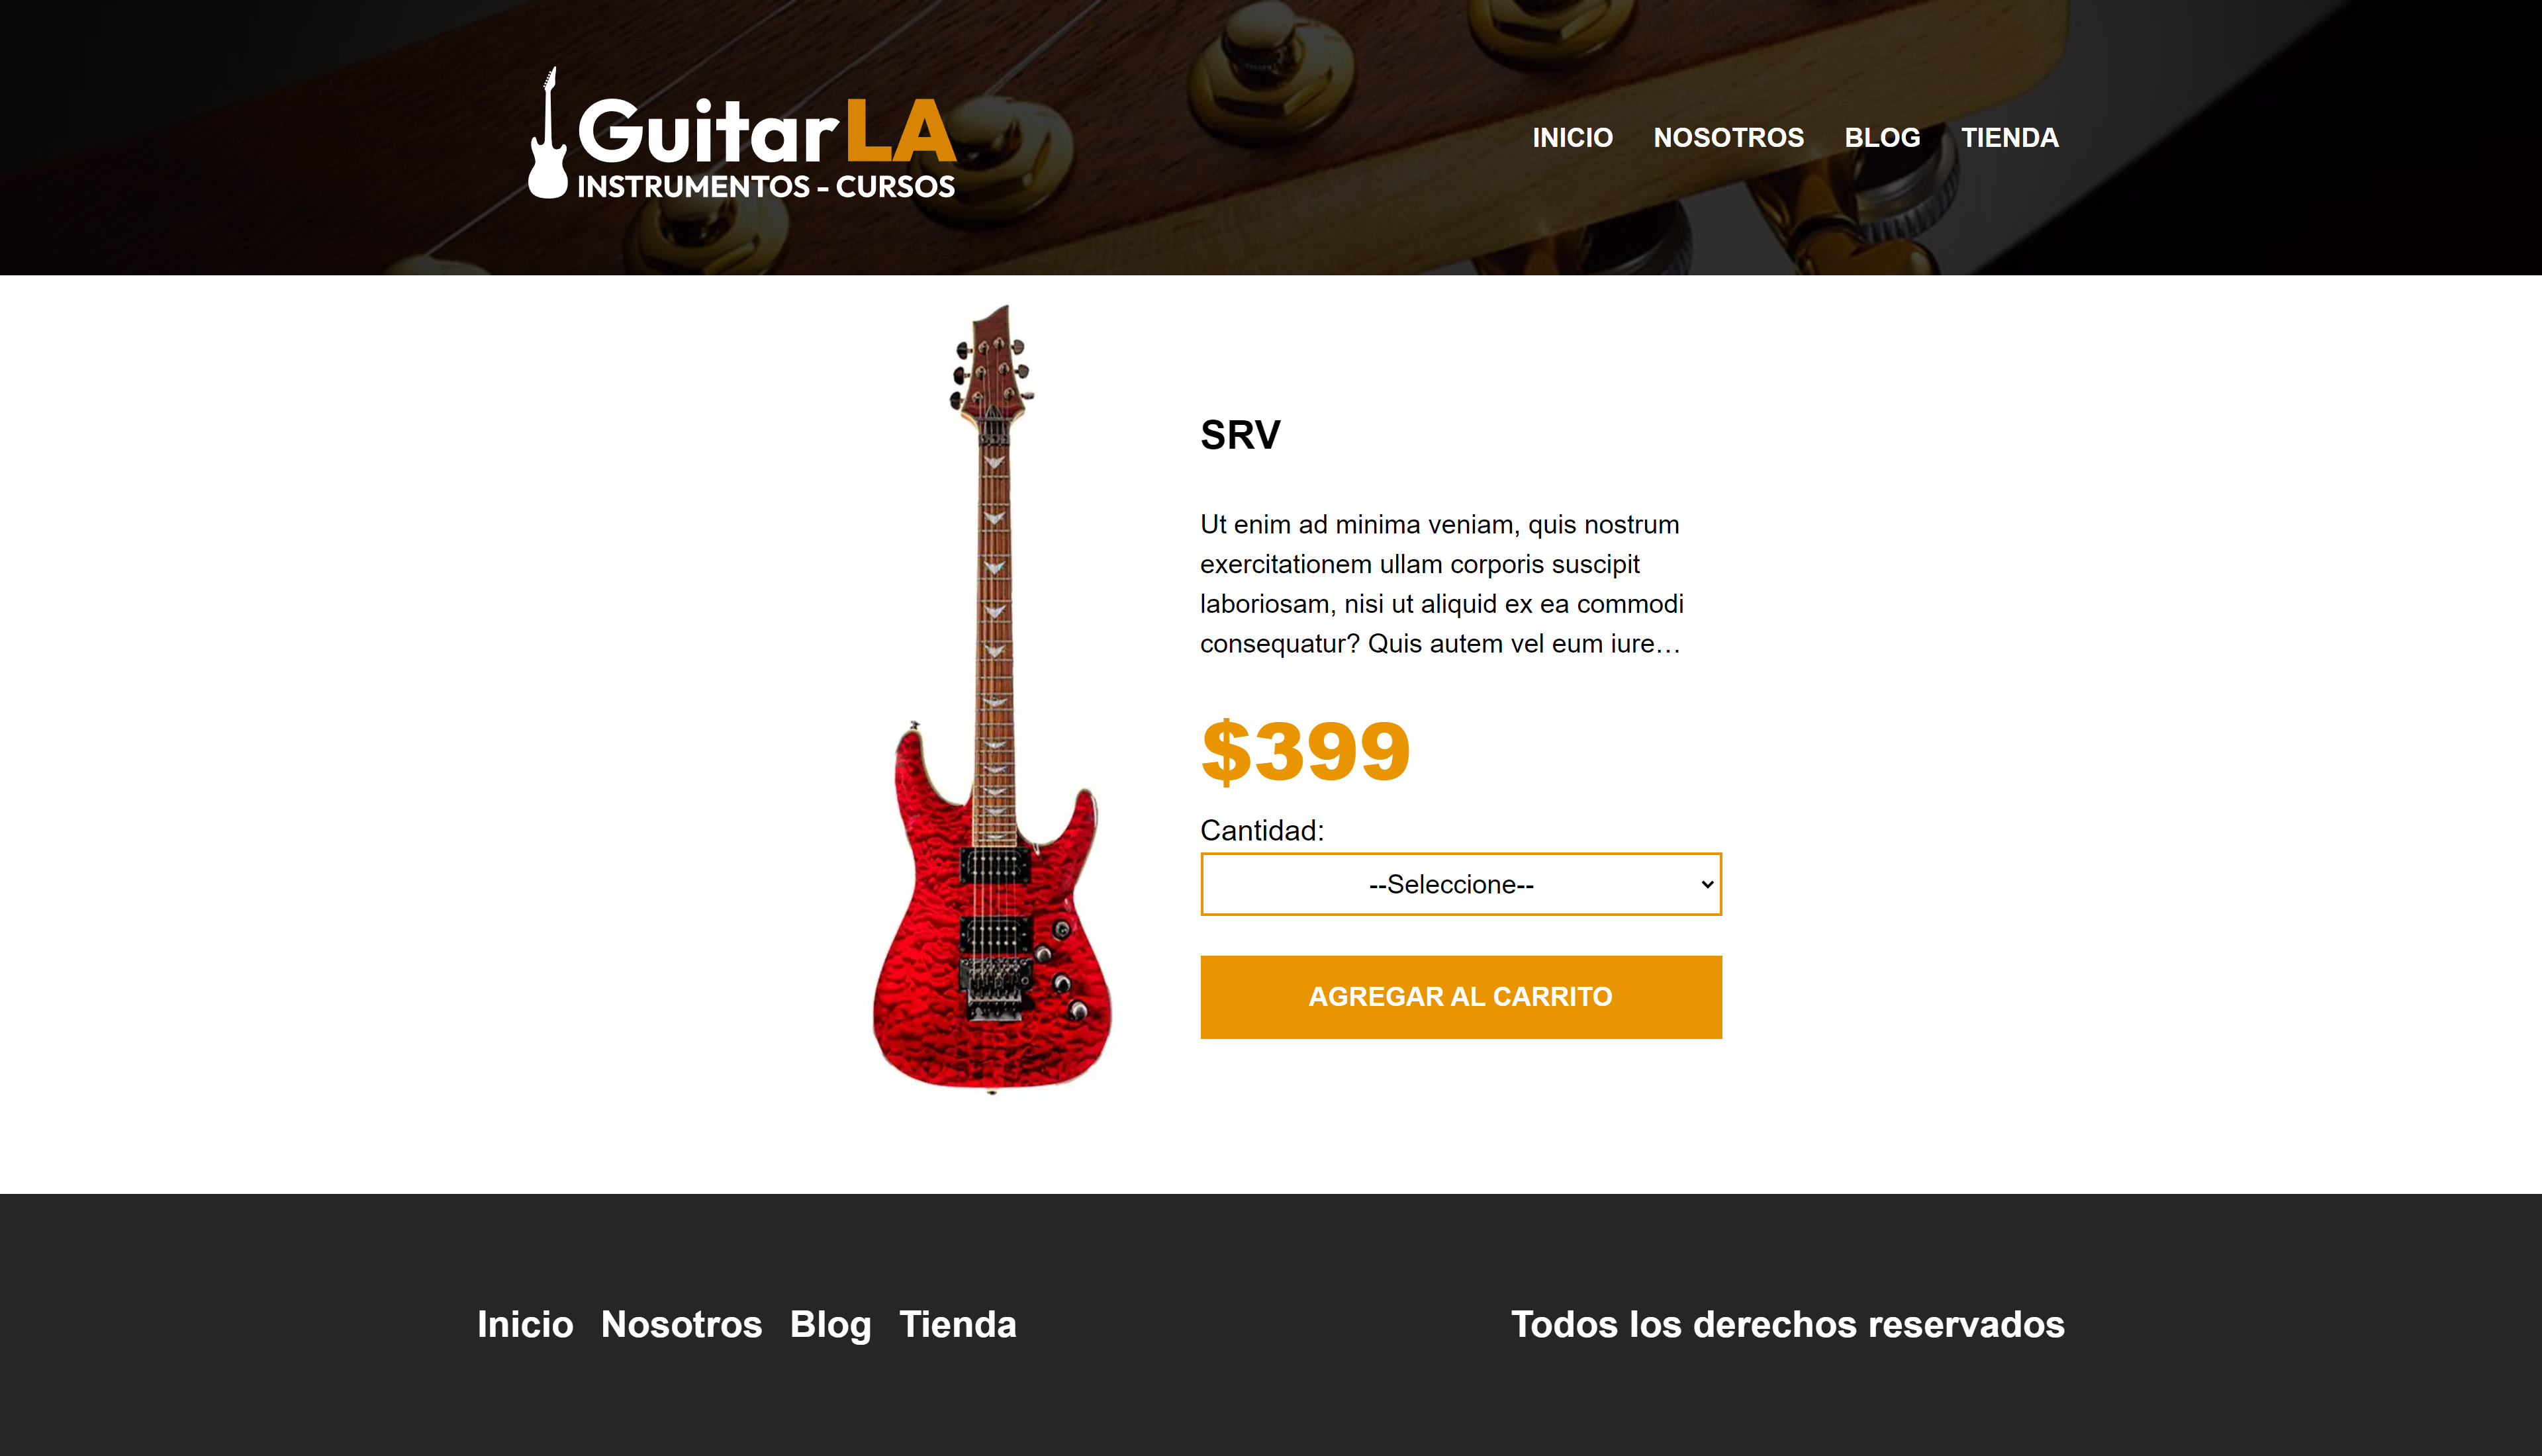 GuitarLA
INSTRUMENTOS - CURSOS
INICIO NOSOTROS BLOG TIENDA
SRV
Ut enim ad minima veniam, quis nostrum
exercitationem ullam corporis suscipit
laboriosam, nisi ut aliquid ex ea commodi
consequatur? Quis autem vel eum iure…
$399
Cantidad:
--Seleccione--
AGREGAR AL CARRITO
Inicio Nosotros Blog Tienda
Todos los derechos reservados